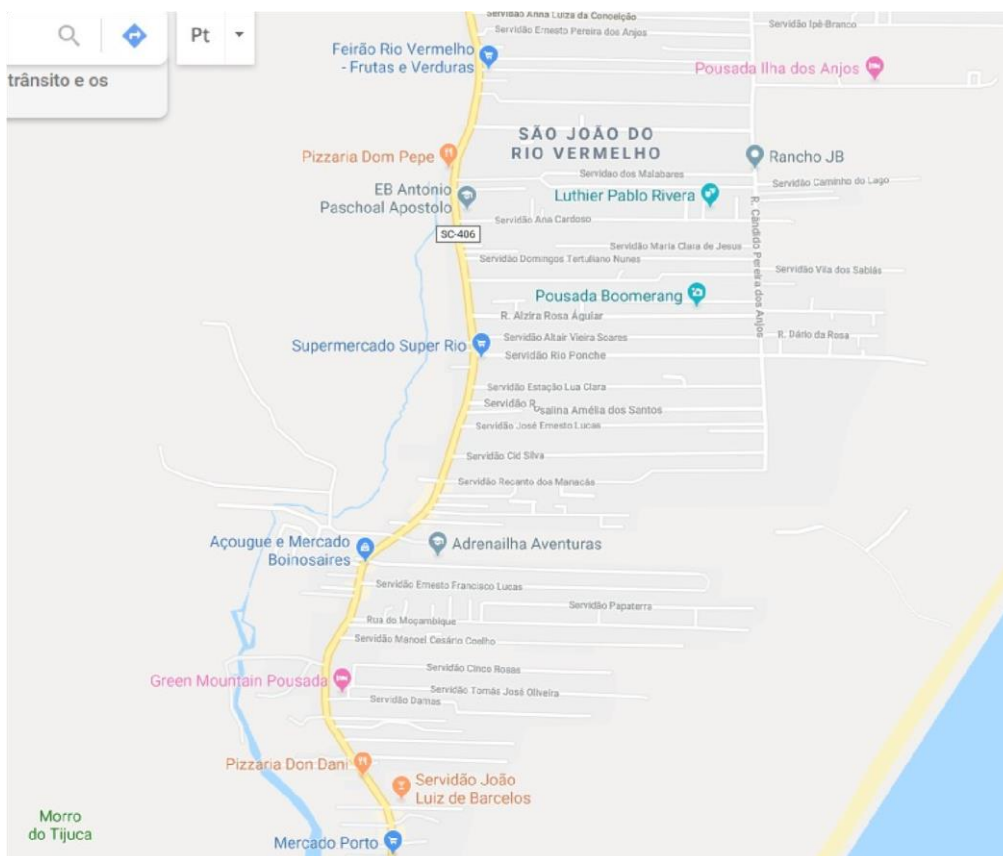 Servidão Anna Luiza da Conceição
Servidão Ernesto Pereira dos Anjos
Servidão Ipê-Branco
Pt
trânsito e os
Feirão Rio Vermelho
- Frutas e Verduras
Pousada Ilha dos Anjos
SÃO JOÃO DO
RIO VERMELHO
Pizzaria Dom Pepe
Rancho JB
Servidao dos Malabares
Servidão Caminho do Lago
EB Antonio
Paschoal Apostolo
Luthier Pablo Rivera
Servidão Ana Cardoso
R. Cândido Pereira dos Anjos
SC-406
Servidão Maria Clara de Jesus
Servidão Domingos Tertuliano Nunes
Servidão Vila dos Sabiás
Pousada Boomerang
R. Alzira Rosa Aguiar
Servidão Altair Vieira Soares
R. Dário da Rosa
Supermercado Super Rio
Servidão Rio Ponche
Servidão Estação Lua Clara
Servidão Rosalina Amélia dos Santos
Servidão José Ernesto Lucas
Servidão Cid Silva
Servidão Recanto dos Manacás
Açougue e Mercado
Boinosaires
Adrenailha Aventuras
Servidão Ernesto Francisco Lucas
Servidão Papaterra
Rua do Moçambique
Servidão Manoel Cesário Coelho
Servidão Cinco Rosas
Green Mountain Pousada
Servidão Tomás José Oliveira
Servidão Damas
Pizzaria Don Dani
Servidão João
Luiz de Barcelos
Morro
do Tijuca
Mercado Porto